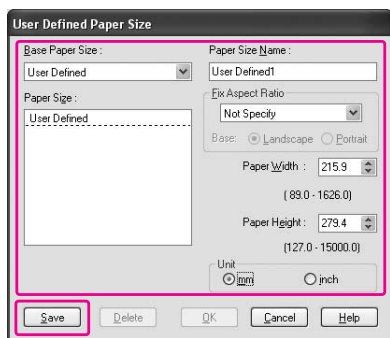 User Defined Paper Size
Base Paper Size :
User Defined
Paper Size :
User Defined
Paper Size Name :
User Defined1
Fix Aspect Ratio
Not Specify
Base: Landscape Portrait
Paper Width : 215.9
( 89.0 - 1626.0)
Paper Height : 279.4
(127.0 - 15000.0)
Unit
mm inch
Save Delete OK Cancel Help